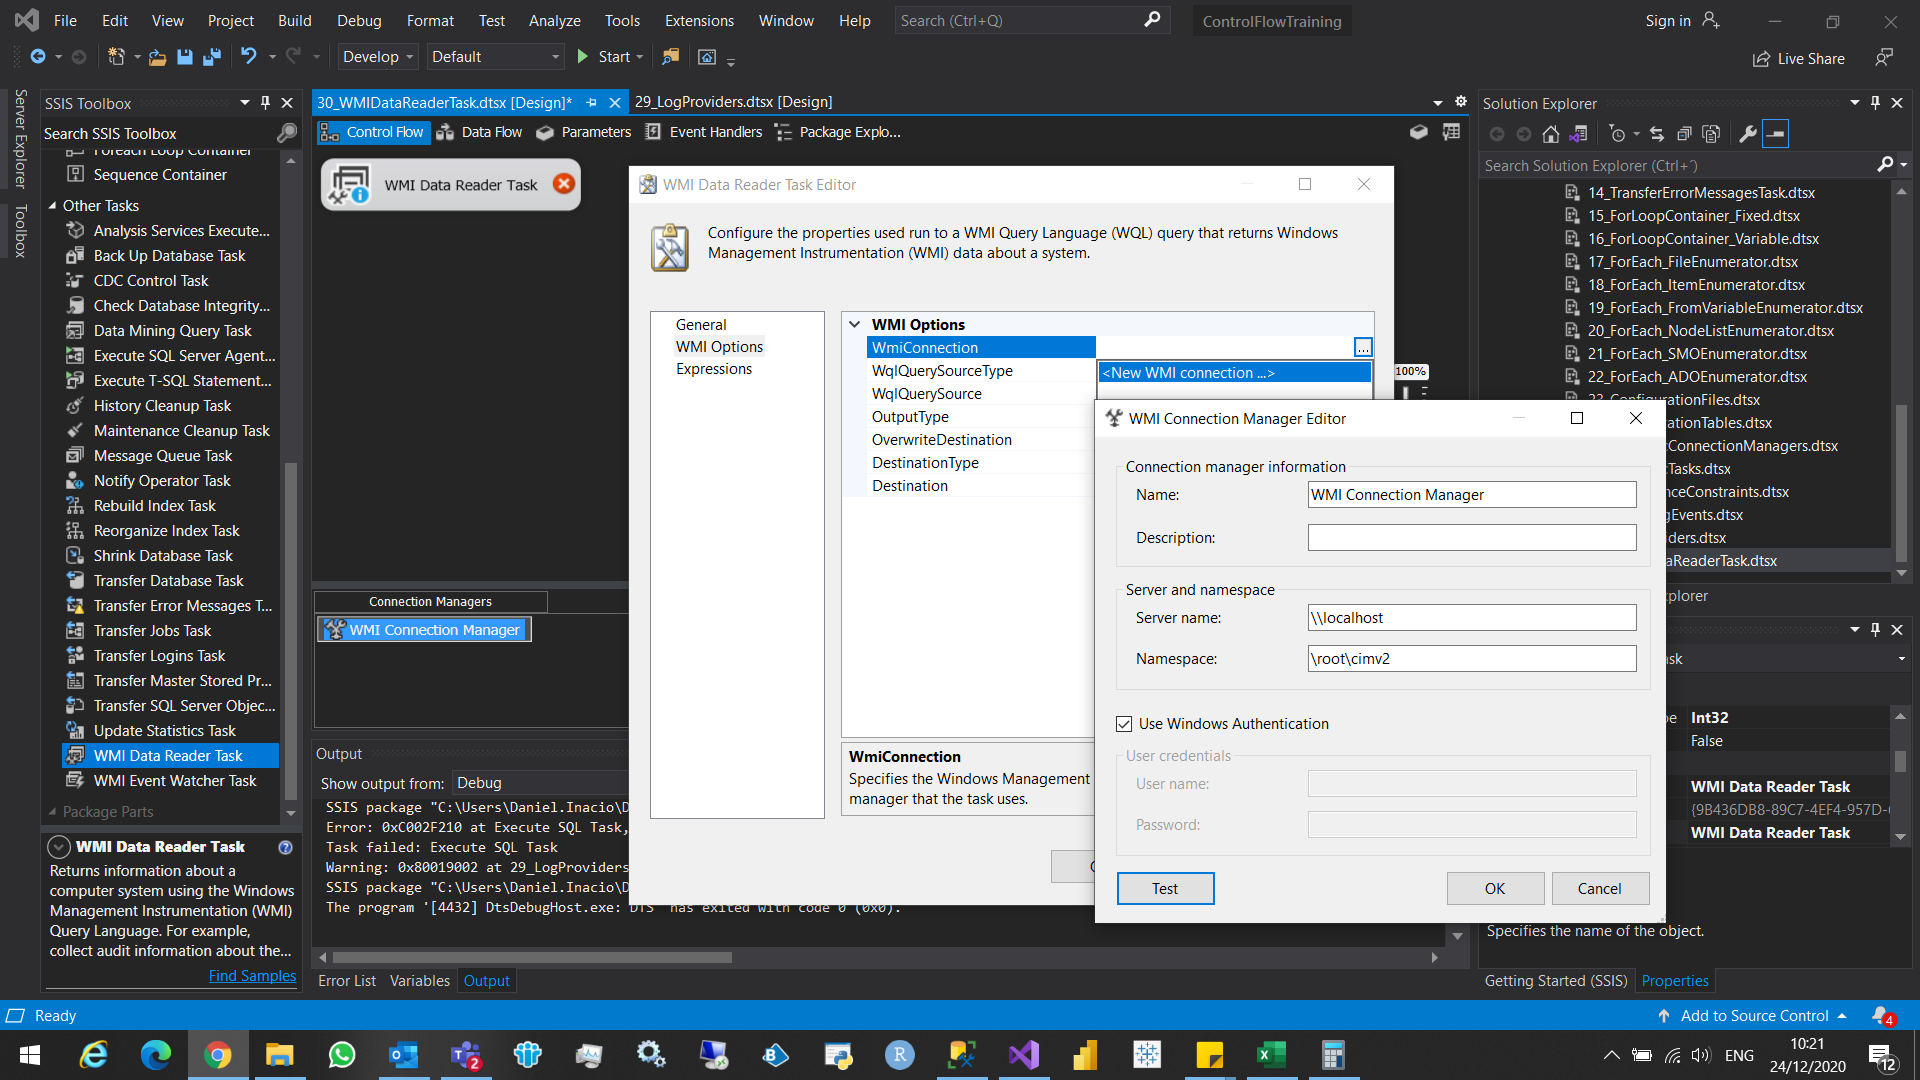 File Edit View Project Build Debug Format Test Analyze Tools Extensions Window Help Search (Ctrl+Q) ControlFlowTraining Sign in
Develop Default Start Live Share
Server Explorer
Toolbox
SSIS Toolbox
Search SSIS Toolbox
Foreach Loop Container
Sequence Container
Other Tasks
Analysis Services Execute...
Back Up Database Task
CDC Control Task
Check Database Integrity...
Data Mining Query Task
Execute SQL Server Agent...
Execute T-SQL Statement...
History Cleanup Task
Maintenance Cleanup Task
Message Queue Task
Notify Operator Task
Rebuild Index Task
Reorganize Index Task
Shrink Database Task
Transfer Database Task
Transfer Error Messages T...
Transfer Jobs Task
Transfer Logins Task
Transfer Master Stored Pr...
Transfer SQL Server Objec...
Update Statistics Task
WMI Data Reader Task
WMI Event Watcher Task
Package Parts
WMI Data Reader Task
Returns information about a
computer system using the Windows
Management Instrumentation (WMI)
Query Language. For example,
collect audit information about the...
Find Samples
30_WMIDataReaderTask.dtsx [Design]* 29_LogProviders.dtsx [Design]
Control Flow Data Flow Parameters Event Handlers Package Explo...
WMI Data Reader Task
Connection Managers
WMI Connection Manager
Output
Show output from: Debug
SSIS package "C:\Users\Daniel.Inacio\D
Error: 0xC002F210 at Execute SQL Task,
Task failed: Execute SQL Task
Warning: 0x80019002 at 29_LogProviders
SSIS package "C:\Users\Daniel.Inacio\D
The program '[4432] DtsDebugHost.exe: DTS' has exited with code 0 (0x0).
Error List Variables Output
WMI Data Reader Task Editor
Configure the properties used run to a WMI Query Language (WQL) query that returns Windows
Management Instrumentation (WMI) data about a system.
General
WMI Options
Expressions
WMI Options
WmiConnection ...
WqlQuerySourceType <New WMI connection ...>
WqlQuerySource
OutputType
OverwriteDestination
DestinationType
Destination
WmiConnection
Specifies the Windows Management
manager that the task uses.
100%
WMI Connection Manager Editor
Connection manager information
Name: WMI Connection Manager
Description:
Server and namespace
Server name: \\localhost
Namespace: \root\cimv2
Use Windows Authentication
User credentials
User name:
Password:
Test OK Cancel
Solution Explorer
Search Solution Explorer (Ctrl+´)
14_TransferErrorMessagesTask.dtsx
15_ForLoopContainer_Fixed.dtsx
16_ForLoopContainer_Variable.dtsx
17_ForEach_FileEnumerator.dtsx
18_ForEach_ItemEnumerator.dtsx
19_ForEach_FromVariableEnumerator.dtsx
20_ForEach_NodeListEnumerator.dtsx
21_ForEach_SMOEnumerator.dtsx
22_ForEach_ADOEnumerator.dtsx
23_ConfigurationFiles.dtsx
ationTables.dtsx
ConnectionManagers.dtsx
Tasks.dtsx
nceConstraints.dtsx
gEvents.dtsx
iders.dtsx
aReaderTask.dtsx
xplorer
sk
pe Int32
False
WMI Data Reader Task
{9B436DB8-89C7-4EF4-957D-
WMI Data Reader Task
Specifies the name of the object.
Getting Started (SSIS) Properties
Ready Add to Source Control 4
2 ENG 10:21
24/12/2020 12